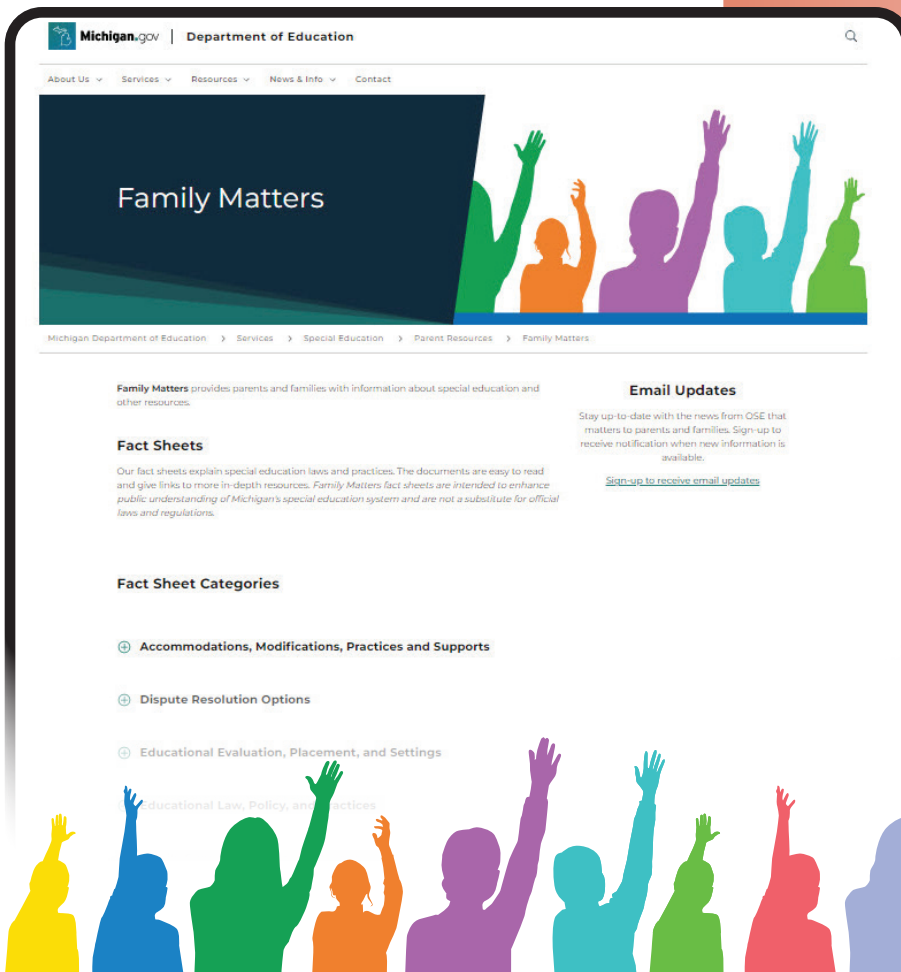 Michigan.gov | Department of Education
About Us Services Resources News & Info Contact
Family Matters
Michigan Department of Education > Services > Special Education > Parent Resources > Family Matters
Family Matters provides parents and families with information about special education and
other resources.
Fact Sheets
Our fact sheets explain special education laws and practices. The documents are easy to read
and give links to more in-depth resources. Family Matters fact sheets are intended to enhance
public understanding of Michigan's special education system and are not a substitute for official
laws and regulations.
Email Updates
Stay up-to-date with the news from OSE that
matters to parents and families. Sign-up to
receive notification when new information is
available.
Sign-up to receive email updates
Fact Sheet Categories
Accommodations, Modifications, Practices and Supports
Dispute Resolution Options
Educational Evaluation, Placement, and Settings
Educational Law, Policy, and Practices